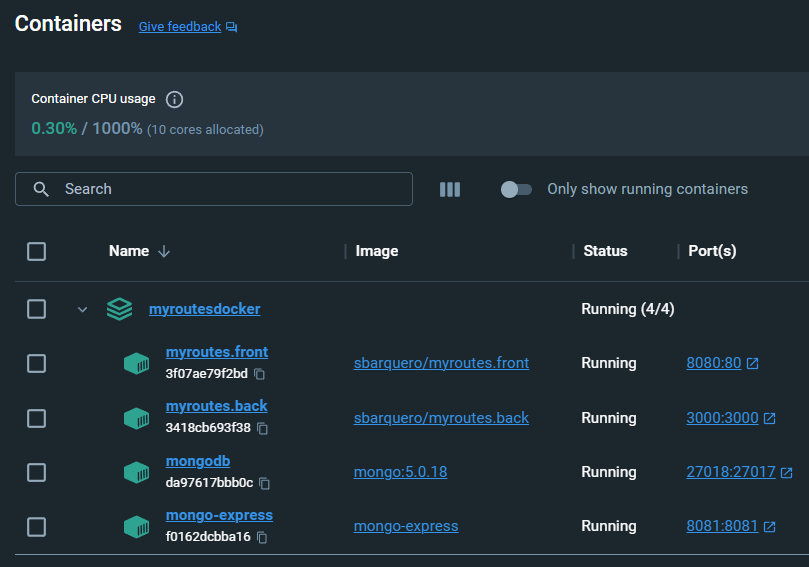 Containers Give feedback
Container CPU usage
0.30% / 1000% (10 cores allocated)
Search Only show running containers
Name Image Status Port(s)
myroutesdocker Running (4/4)
myroutes.front
3f07ae79f2bd sbarquero/myroutes.front Running 8080:80
myroutes.back
3418cb693f38 sbarquero/myroutes.back Running 3000:3000
mongodb
da97617bbb0c mongo:5.0.18 Running 27018:27017
mongo-express
f0162dcbba16 mongo-express Running 8081:8081